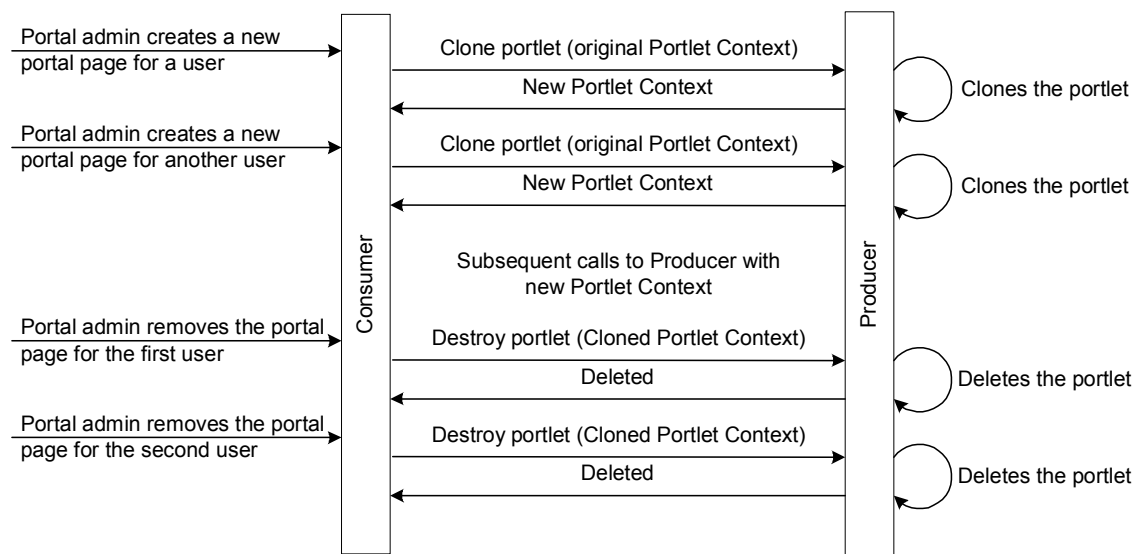 Portal admin creates a new
portal page for a user
Clone portlet (original Portlet Context)
New Portlet Context
Clones the portlet
Portal admin creates a new
portal page for another user
Clone portlet (original Portlet Context)
New Portlet Context
Clones the portlet
Consumer
Subsequent calls to Producer with
new Portlet Context
Producer
Portal admin removes the portal
page for the first user
Destroy portlet (Cloned Portlet Context)
Deleted
Deletes the portlet
Portal admin removes the portal
page for the second user
Destroy portlet (Cloned Portlet Context)
Deleted
Deletes the portlet